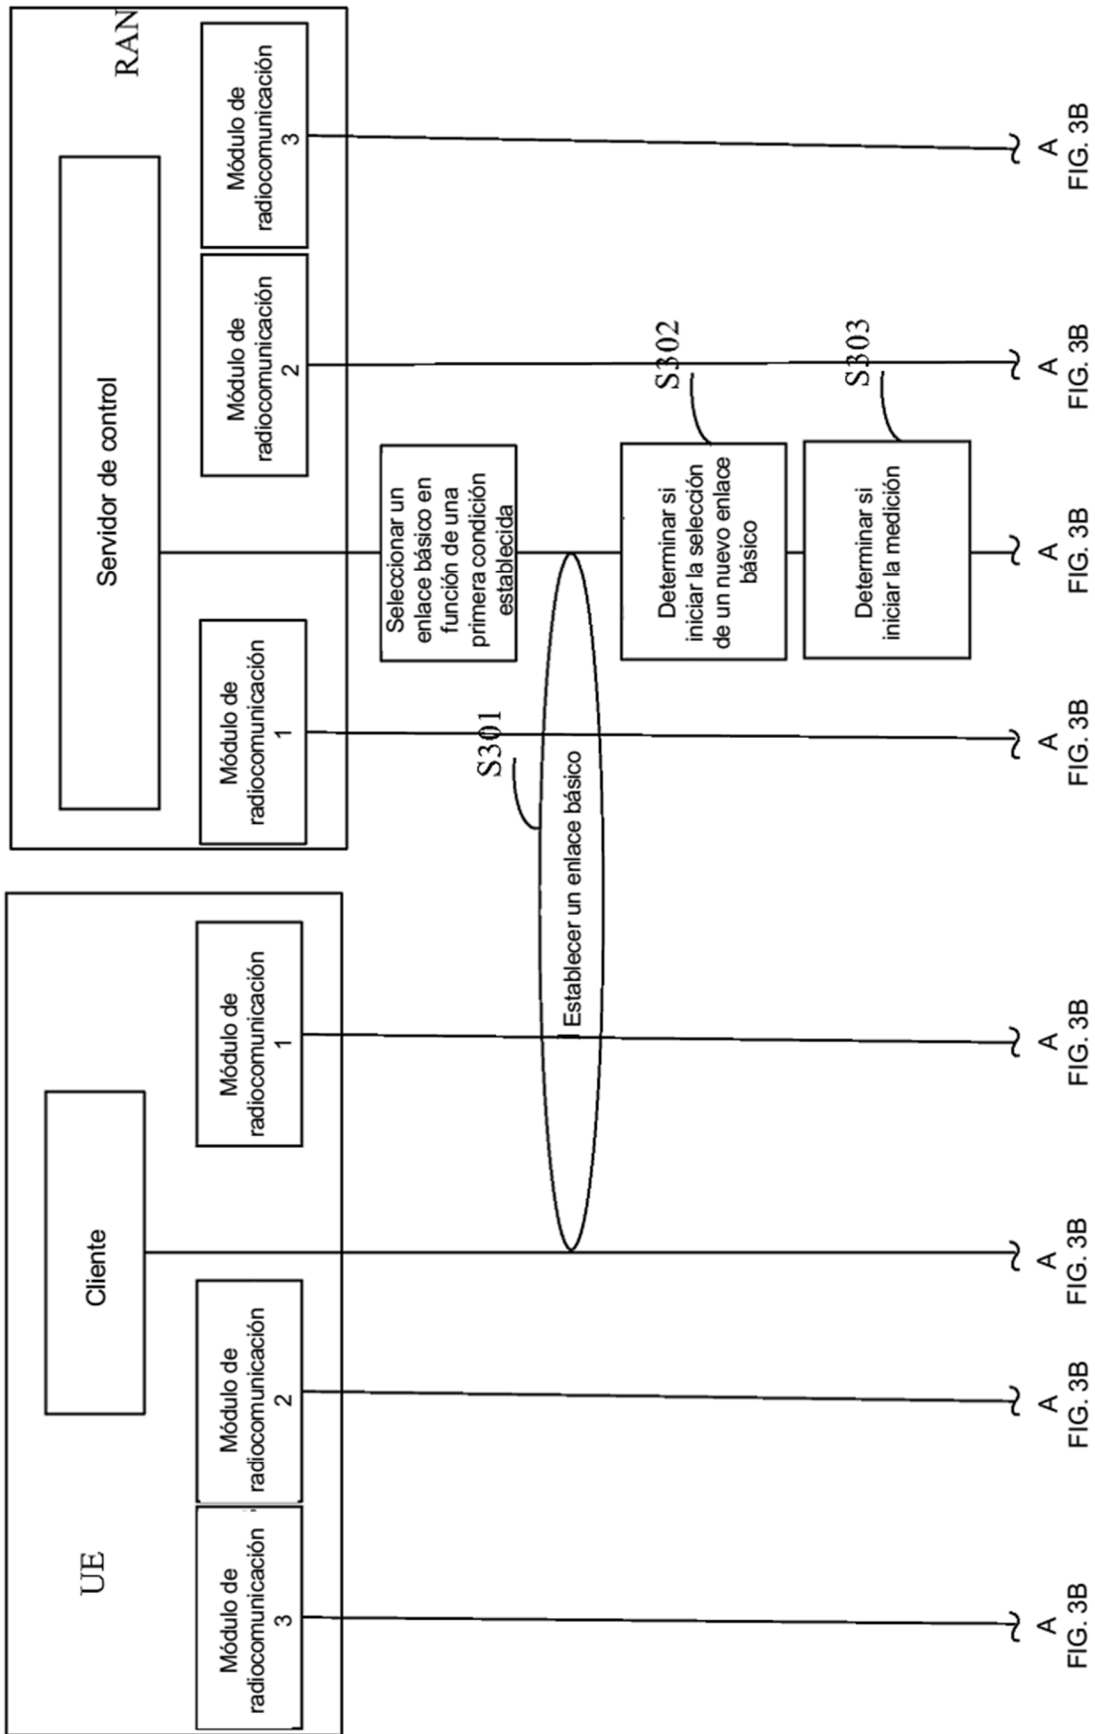 UE
Cliente
Módulo de
radiocomunicación
3
Módulo de
radiocomunicación
2
Módulo de
radiocomunicación
1
RAN
Servidor de control
Módulo de
radiocomunicación
1
Módulo de
radiocomunicación
2
Módulo de
radiocomunicación
3
Seleccionar un
enlace básico en
función de una
primera condición
establecida
S301
Establecer un enlace básico
S302
Determinar si
iniciar la selección
de un nuevo enlace
básico
S303
Determinar si
iniciar la medición
A
FIG. 3B
A
FIG. 3B
A
FIG. 3B
A
FIG. 3B
A
FIG. 3B
A
FIG. 3B
A
FIG. 3B
A
FIG. 3B